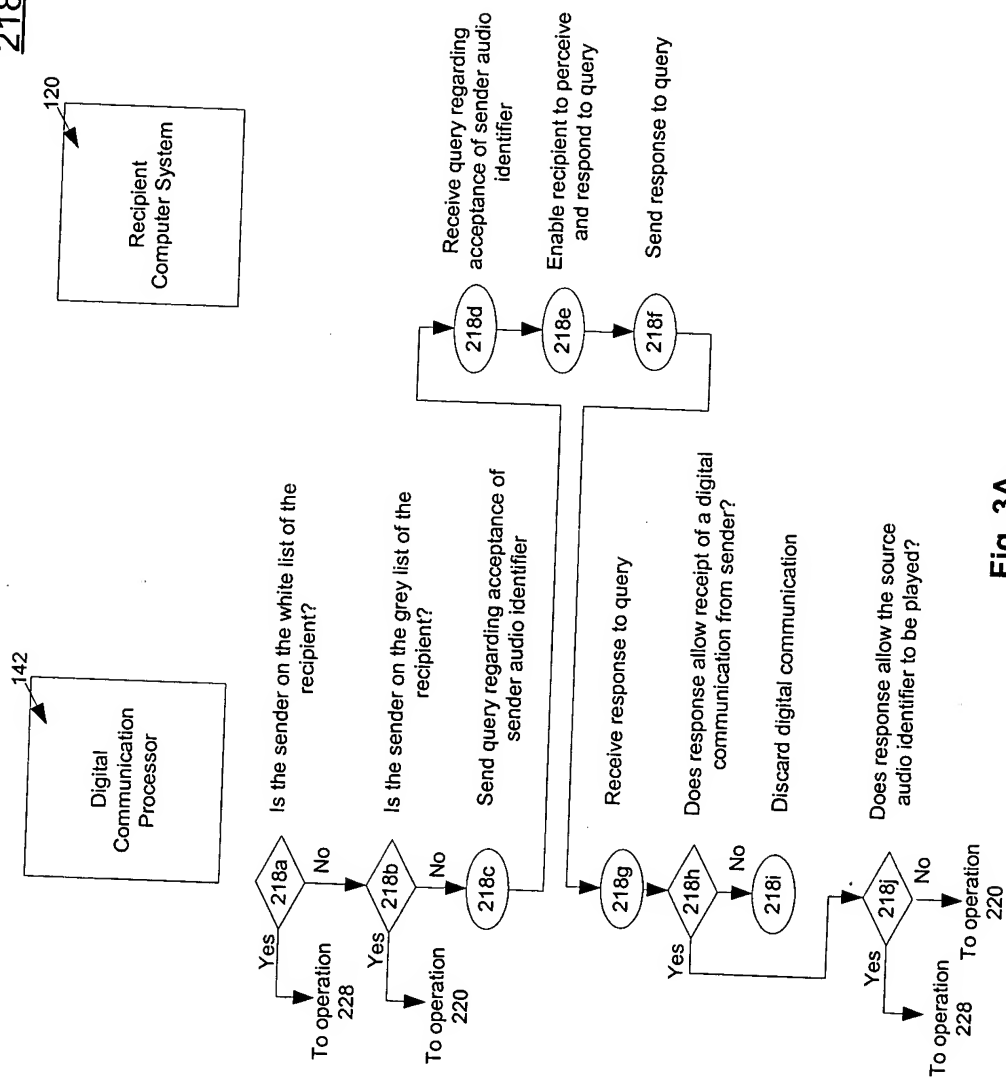 218
142
Digital
Communication
Processor
120
Recipient
Computer System
218a
Is the sender on the white list of the
recipient?
Yes
No
To operation
228
218b
Is the sender on the grey list of the
recipient?
Yes
No
To operation
220
218c
Send query regarding acceptance of
sender audio identifier
218d
Receive query regarding
acceptance of sender audio
identifier
218e
Enable recipient to perceive
and respond to query
218f
Send response to query
218g
Receive response to query
218h
Does response allow receipt of a digital
communication from sender?
Yes
No
218i
Discard digital communication
218j
Does response allow the source
audio identifier to be played?
Yes
No
To operation
228
To operation
220
Fig. 3A